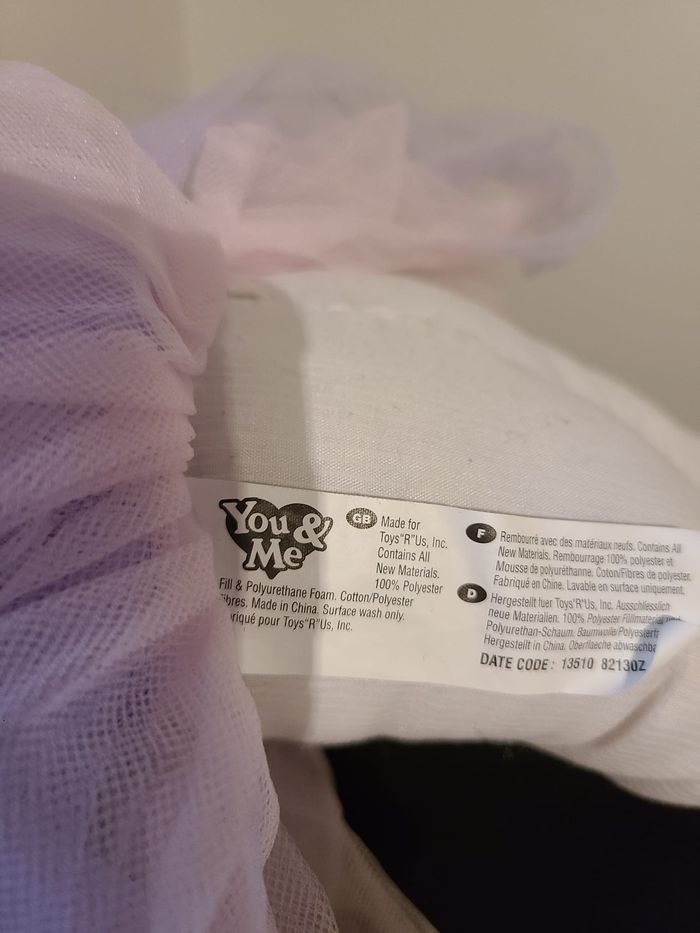 You &
Me
GB Made for
Toys"R"Us, Inc.
Contains All
New Materials.
100% Polyester
Fill & Polyurethane Foam. Cotton/Polyester
Fibres. Made in China. Surface wash only.
Fabriqué pour Toys"R"Us, Inc.
F Rembourré avec des matériaux neufs. Contains All
New Materials. Rembourrage 100% polyester et
Mousse de polyuréthanne. Coton/Fibres de polyester.
Fabriqué en Chine. Lavable en surface uniquement.
D Hergestellt fuer Toys"R"Us, Inc. Ausschliesslich
neue Materialien. 100% Polyester Füllmaterial und
Polyurethan-Schaum.
Hergestellt in China. Oberflaeche
DATE CODE: 13510 82130Z